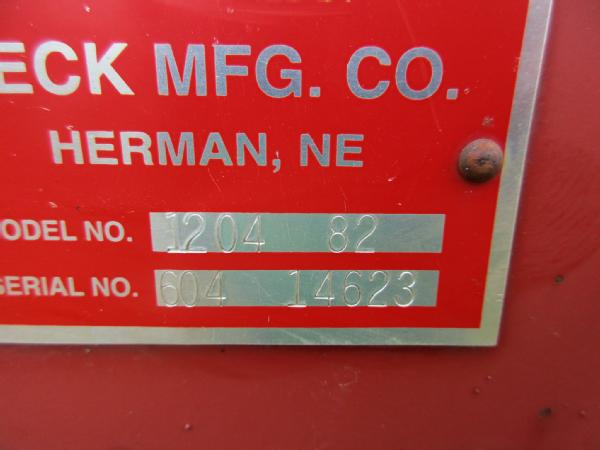 ECK MFG. CO.
HERMAN, NE
ODEL NO. 1204 82
SERIAL NO. 604 14623